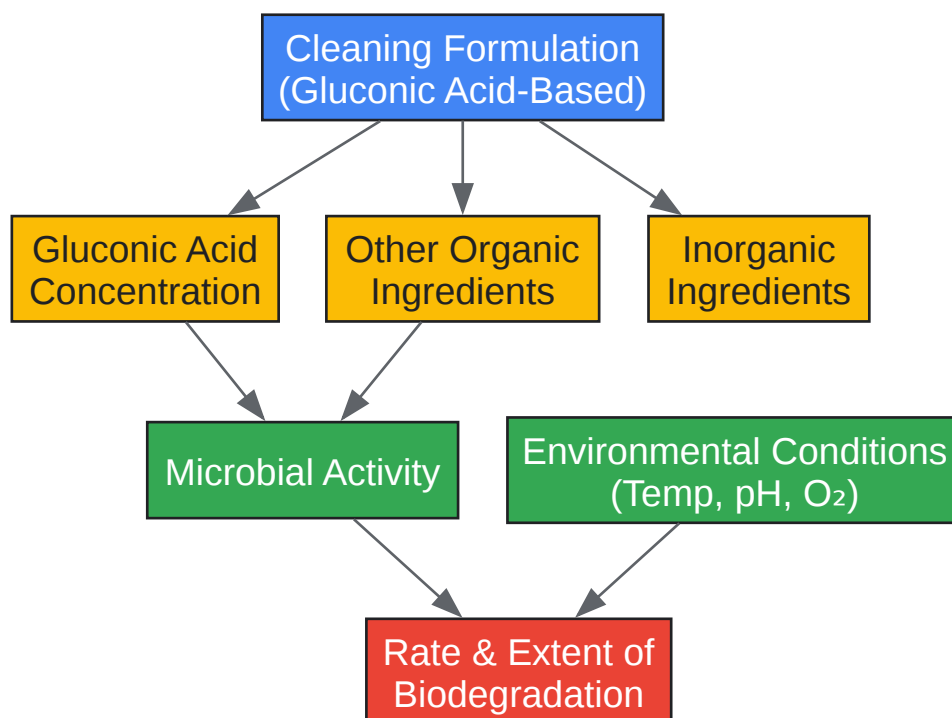 Cleaning Formulation
(Gluconic Acid-Based)
Gluconic Acid
Concentration
Other Organic
Ingredients
Inorganic
Ingredients
Microbial Activity
Environmental Conditions
(Temp, pH, O₂)
Rate & Extent of
Biodegradation